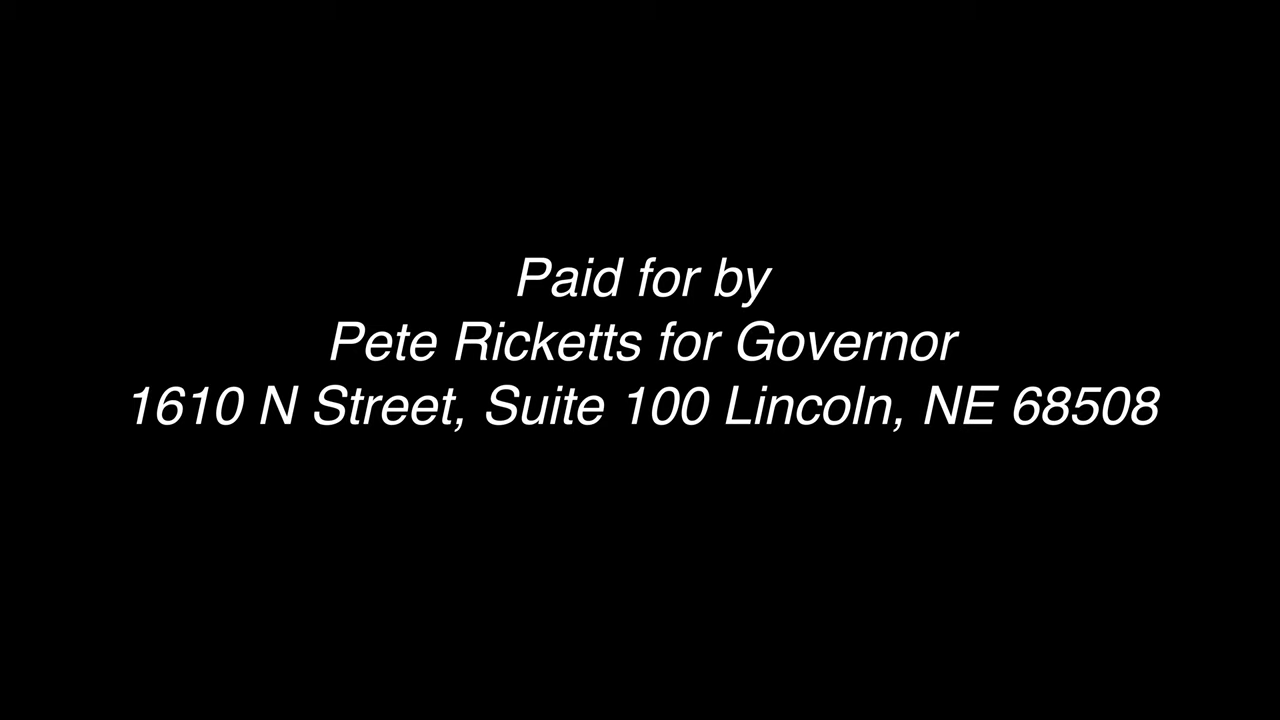 Paid for by
Pete Ricketts for Governor
1610 N Street, Suite 100 Lincoln, NE 68508